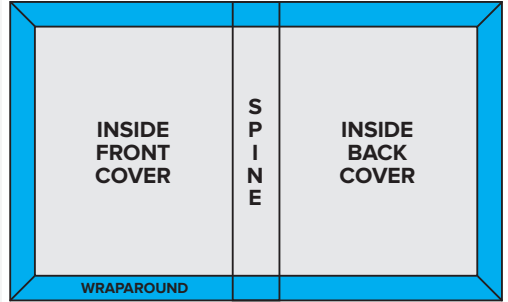 INSIDE
FRONT
COVER
S
P
I
N
E
INSIDE
BACK
COVER
WRAPAROUND